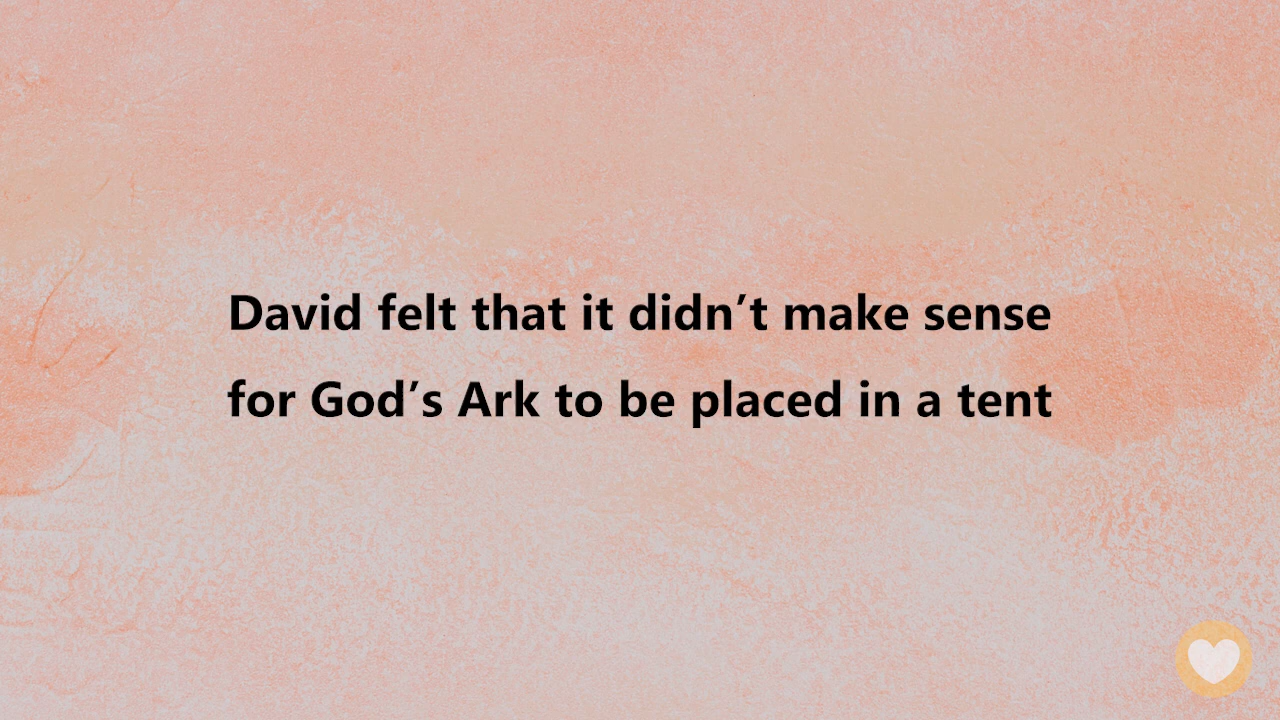 David felt that it didn’t make sense
for God’s Ark to be placed in a tent